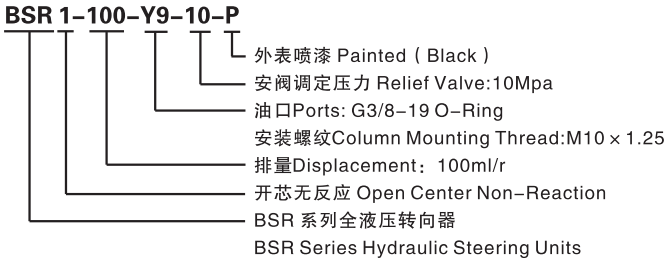 BSR1-100-Y9-10-P
外表喷漆 Painted（Black）
安阀调定压力 Relief Valve:10Mpa
油口Ports: G3/8-19 O-Ring
安装螺纹Column Mounting Thread:M10×1.25
排量Displacement：100ml/r
开芯无反应 Open Center Non-Reaction
BSR 系列全液压转向器
BSR Series Hydraulic Steering Units